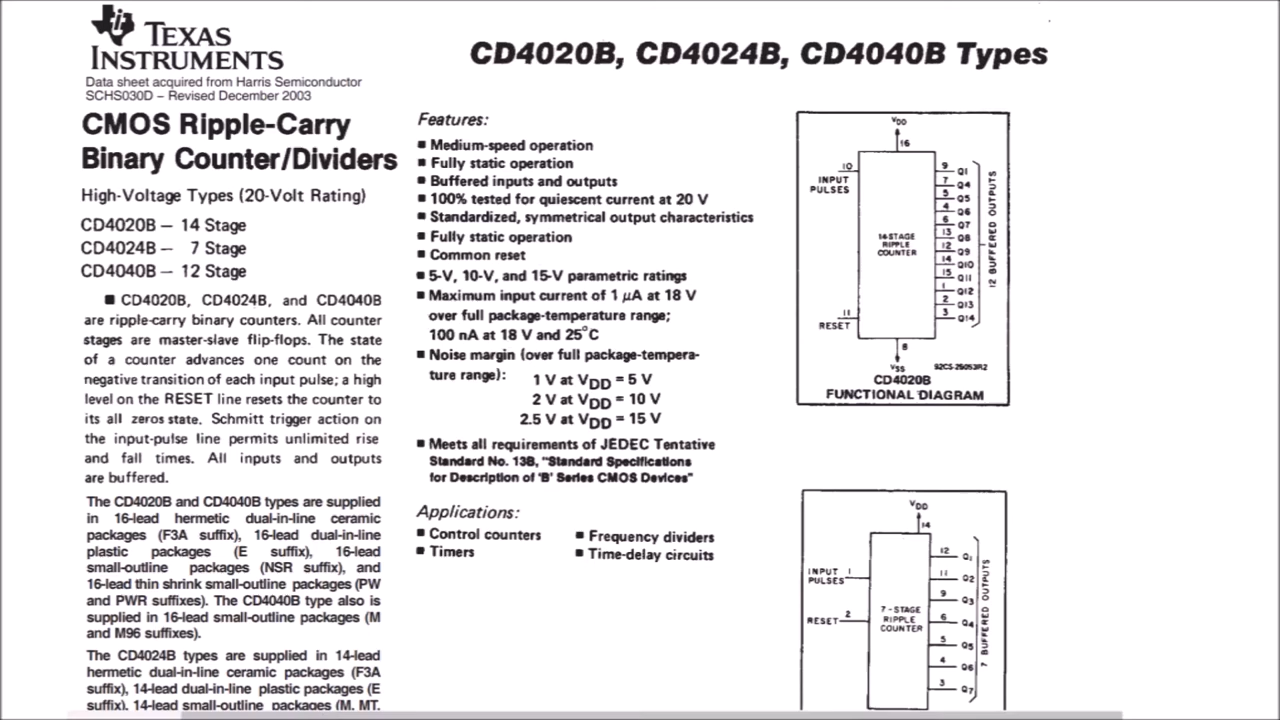 TEXAS
INSTRUMENTS
Data sheet acquired from Harris Semiconductor
SCHS030D – Revised December 2003
CD4020B, CD4024B, CD4040B Types
CMOS Ripple-Carry
Binary Counter/Dividers
High-Voltage Types (20-Volt Rating)
CD4020B – 14 Stage
CD4024B – 7 Stage
CD4040B – 12 Stage
■ CD4020B, CD4024B, and CD4040B
are ripple-carry binary counters. All counter
stages are master-slave flip-flops. The state
of a counter advances one count on the
negative transition of each input pulse; a high
level on the RESET line resets the counter to
its all zeros state. Schmitt trigger action on
the input-pulse line permits unlimited rise
and fall times. All inputs and outputs
are buffered.
The CD4020B and CD4040B types are supplied
in 16-lead hermetic dual-in-line ceramic
packages (F3A suffix), 16-lead dual-in-line
plastic packages (E suffix), 16-lead
small-outline packages (NSR suffix), and
16-lead thin shrink small-outline packages (PW
and PWR suffixes). The CD4040B type also is
supplied in 16-lead small-outline packages (M
and M96 suffixes).
The CD4024B types are supplied in 14-lead
hermetic dual-in-line ceramic packages (F3A
suffix), 14-lead dual-in-line plastic packages (E
suffix), 14-lead small-outline packages (M, MT,
Features:
■ Medium-speed operation
■ Fully static operation
■ Buffered inputs and outputs
■ 100% tested for quiescent current at 20 V
■ Standardized, symmetrical output characteristics
■ Fully static operation
■ Common reset
■ 5-V, 10-V, and 15-V parametric ratings
■ Maximum input current of 1 μA at 18 V
over full package-temperature range;
100 nA at 18 V and 25°C
■ Noise margin (over full package-tempera-
ture range): 1 V at VDD = 5 V
2 V at VDD = 10 V
2.5 V at VDD = 15 V
■ Meets all requirements of JEDEC Tentative
Standard No. 13B, "Standard Specifications
for Description of 'B' Series CMOS Devices"
Applications:
■ Control counters ■ Frequency dividers
■ Timers ■ Time-delay circuits
VDD
16
10
INPUT
PULSES
11
RESET
14-STAGE
RIPPLE
COUNTER
9 Q1
7 Q4
5 Q5
4 Q6
6 Q7
13 Q8
12 Q9
14 Q10
15 Q11
1 Q12
2 Q13
3 Q14
12 BUFFERED OUTPUTS
8
VSS
92CS-29053R2
CD4020B
FUNCTIONAL DIAGRAM
VDD
14
INPUT 1
PULSES
RESET 2
7-STAGE
RIPPLE
COUNTER
12 Q1
11 Q2
9 Q3
6 Q4
5 Q5
4 Q6
3 Q7
7 BUFFERED OUTPUTS